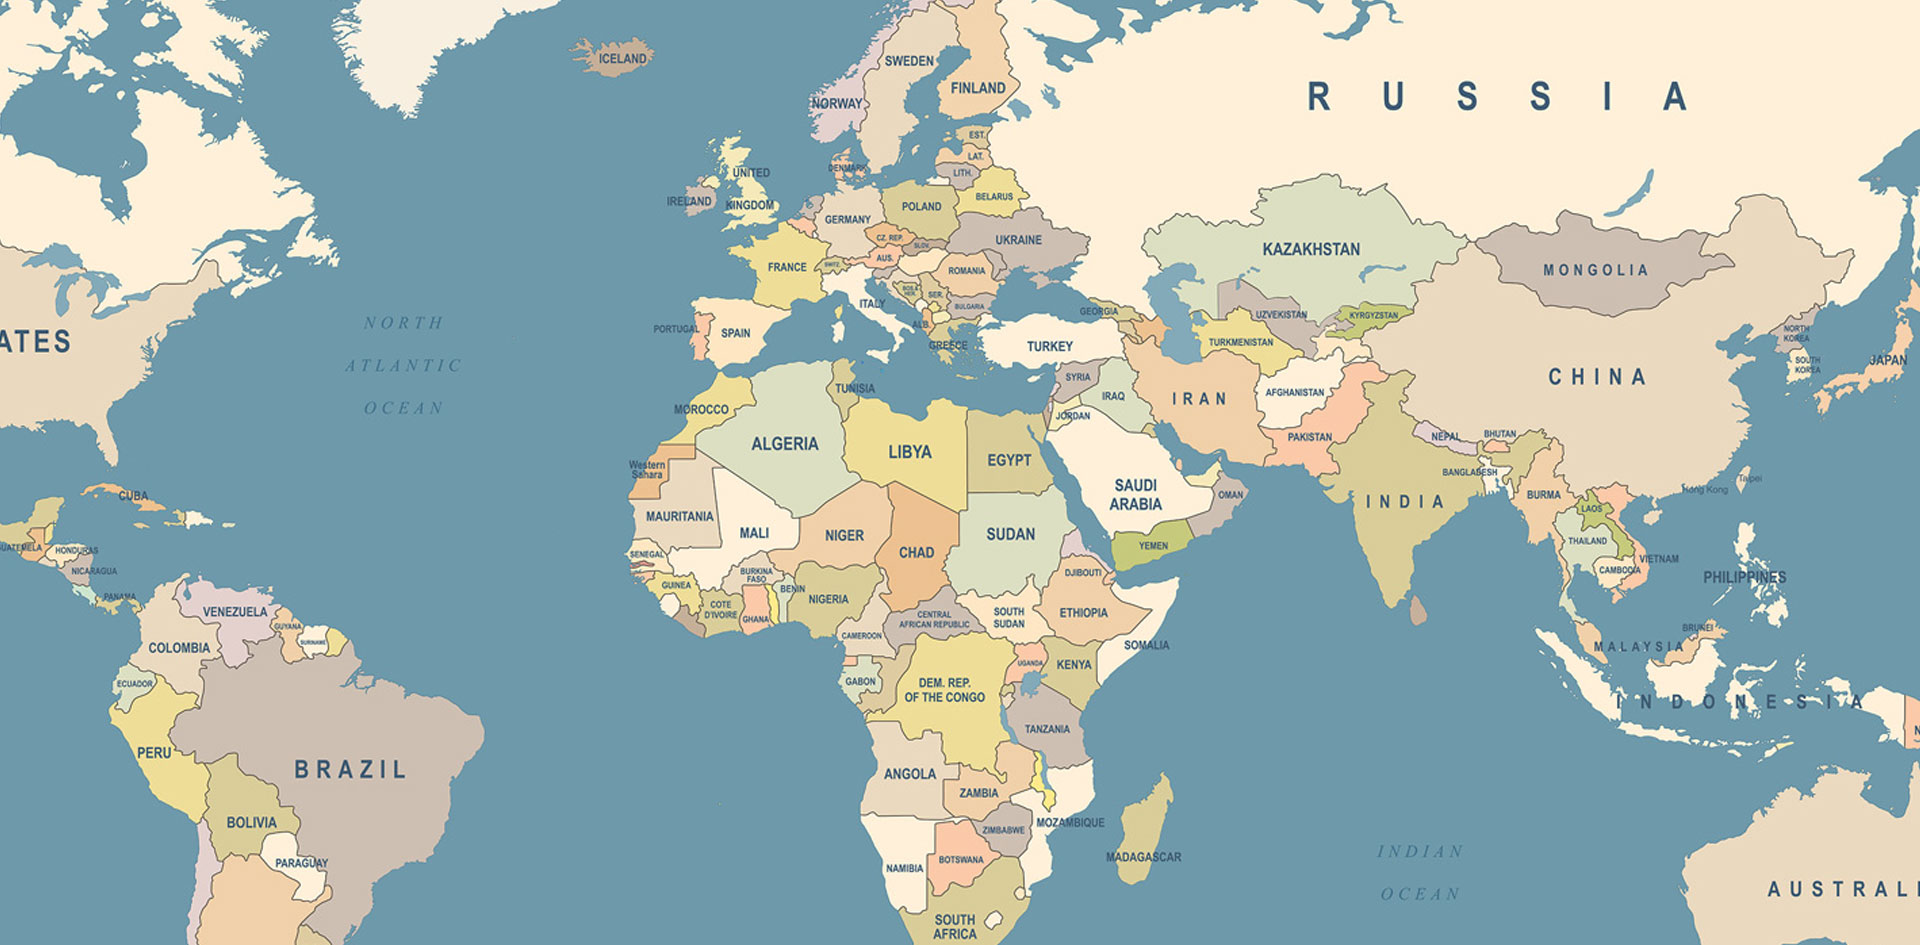 ICELAND
SWEDEN
FINLAND
NORWAY
RUSSIA
EST.
LAT.
LITH.
DENMARK
UNITED
KINGDOM
IRELAND
BELARUS
POLAND
GERMANY
CZ. REP.
SLOV.
UKRAINE
AUS.
SWITZ.
FRANCE
ROMANIA
BOS.&
HER.
SER.
BULGARIA
ITALY
ALB.
GREECE
PORTUGAL
SPAIN
GEORGIA
TURKEY
KAZAKHSTAN
MONGOLIA
UZVEKISTAN
KYRGYZSTAN
TURKMENISTAN
NORTH
KOREA
SOUTH
KOREA
JAPAN
CHINA
ATES
NORTH
ATLANTIC
OCEAN
SYRIA
IRAQ
IRAN
AFGHANISTAN
JORDAN
PAKISTAN
NEPAL
BHUTAN
BANGLADESH
INDIA
BURMA
Hong Kong
Taipei
LAOS
THAILAND
VIETNAM
CAMBODIA
PHILIPPINES
BRUNEI
MALAYSIA
INDONESIA
N
TUNISIA
MOROCCO
ALGERIA
LIBYA
EGYPT
SAUDI
ARABIA
OMAN
YEMEN
Western
Sahara
MAURITANIA
MALI
NIGER
CHAD
SUDAN
SENEGAL
GUINEA
BURKINA
FASO
BENIN
COTE
D'IVOIRE
GHANA
NIGERIA
DJIBOUTI
CENTRAL
AFRICAN REPUBLIC
SOUTH
SUDAN
ETHIOPIA
CAMEROON
SOMALIA
UGANDA
KENYA
GABON
DEM. REP.
OF THE CONGO
TANZANIA
ANGOLA
ZAMBIA
MOZAMBIQUE
ZIMBABWE
NAMIBIA
BOTSWANA
MADAGASCAR
SOUTH
AFRICA
CUBA
UATEMELA
HONDURAS
NICARAGUA
PANAMA
VENEZUELA
GUYANA
SURINAME
COLOMBIA
ECUADOR
PERU
BRAZIL
BOLIVIA
PARAGUAY
INDIAN
OCEAN
AUSTRALI